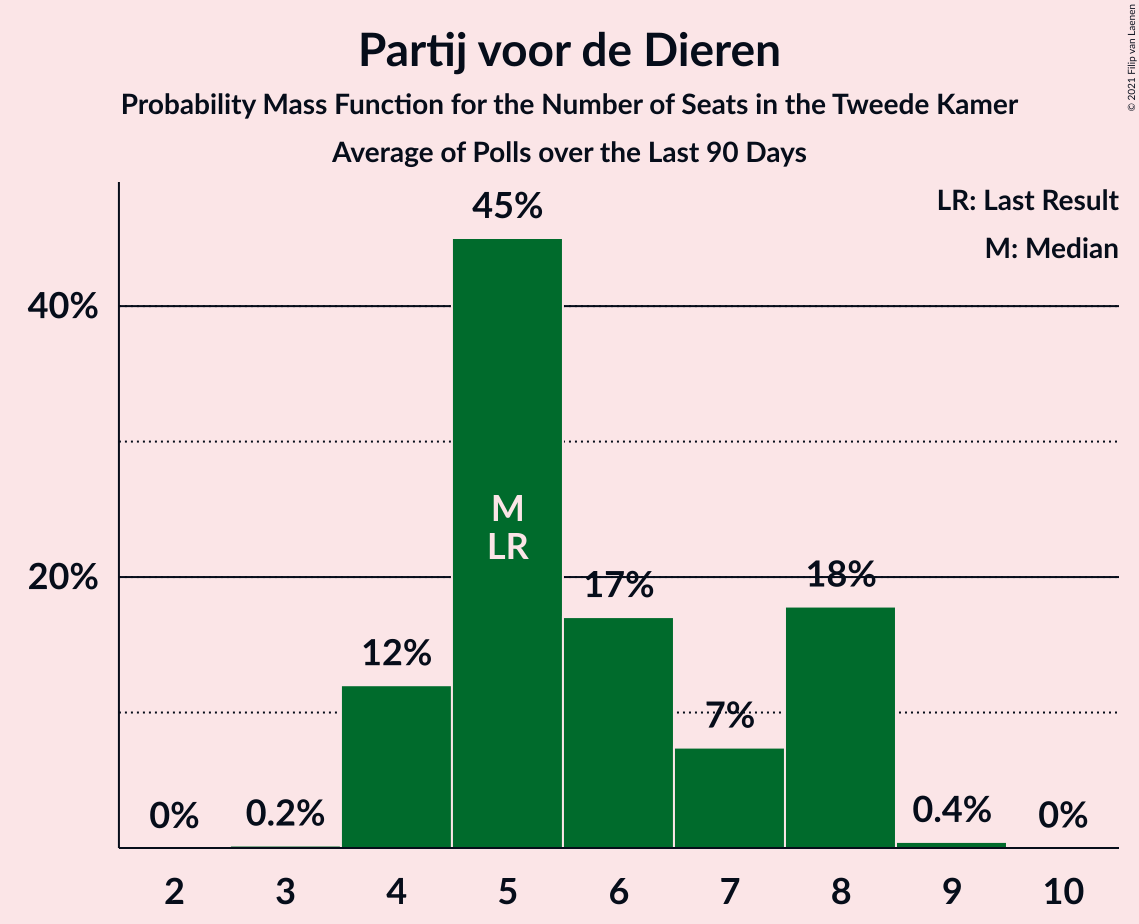 Partij voor de Dieren
Probability Mass Function for the Number of Seats in the Tweede Kamer
Average of Polls over the Last 90 Days
© 2021 Filip van Laenen
LR: Last Result
M: Median
45%
40%
M
LR
20%
17%
18%
12%
7%
0%
0.2%
0.4%
0%
2 3 4 5 6 7 8 9 10